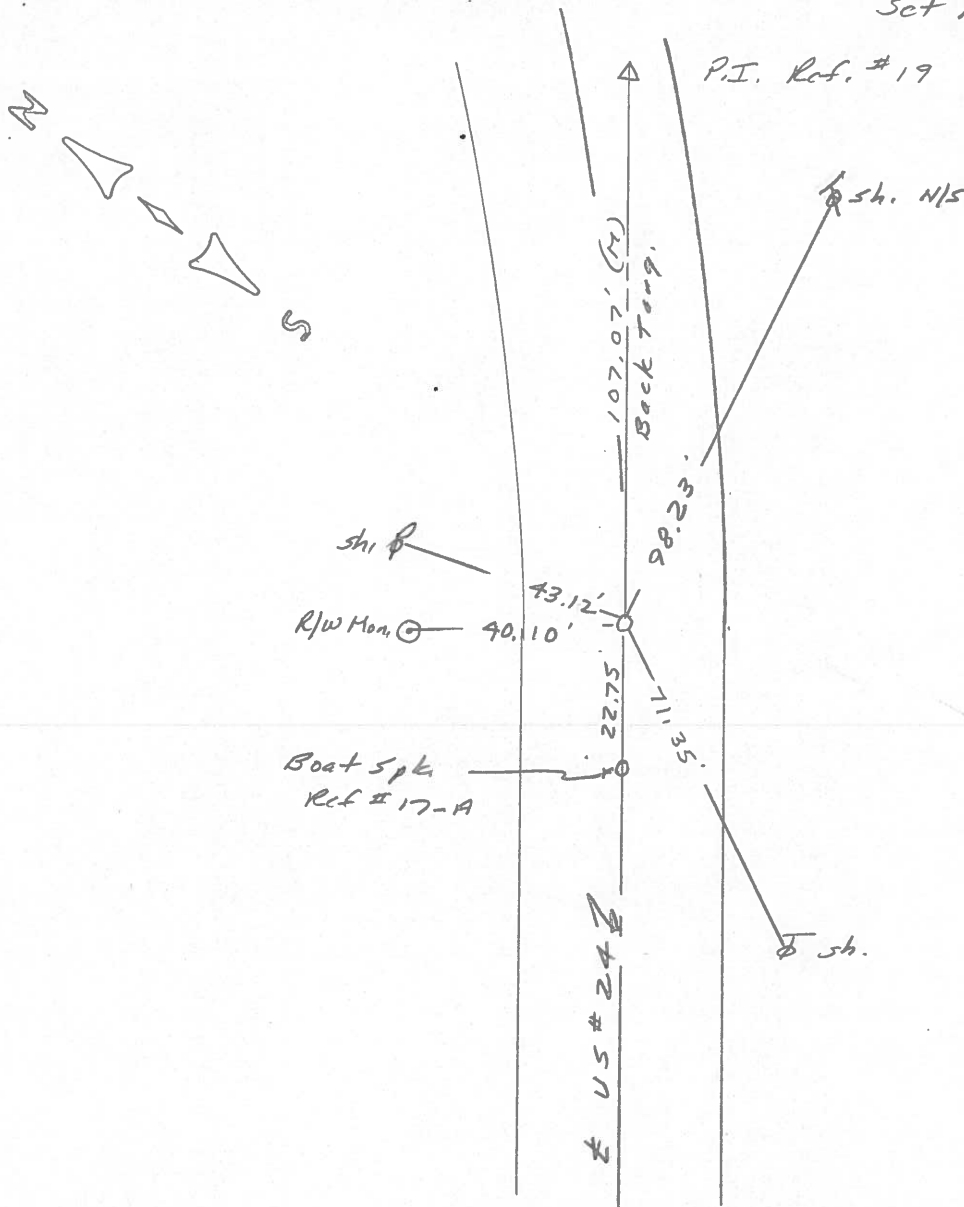 Set
P.I. Ref. #19
N
S
sh. N/S
107.07' (M)
Back Tang.
98.23'
sh.
43.12'
R/W Mon.
40.10'
22.75
71.35'
Boat Spk.
Ref #17-A
sh.
℄ US #24